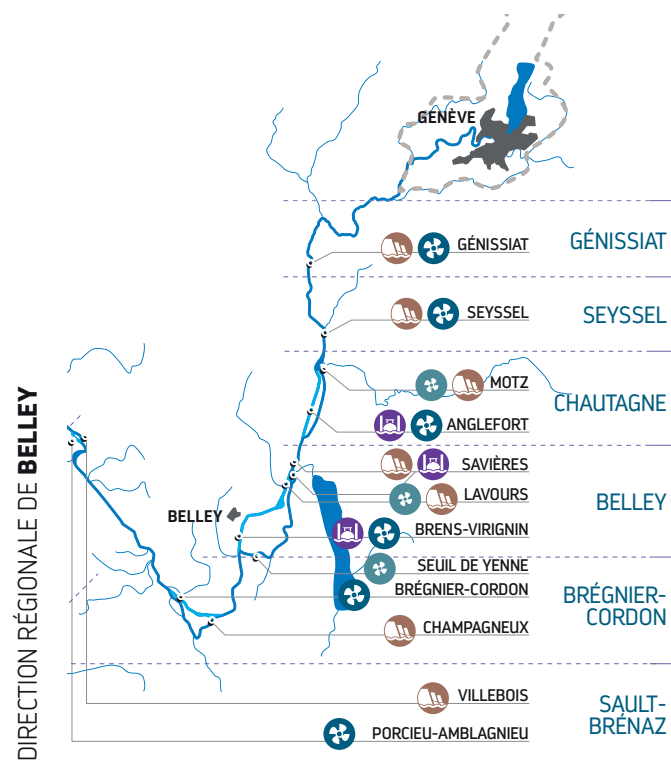 GENÈVE
GÉNISSIAT
GÉNISSIAT
SEYSSEL
SEYSSEL
MOTZ
CHAUTAGNE
ANGLEFORT
SAVIÈRES
LAVOURS
BELLEY
BELLEY
BRENS-VIRIGNIN
SEUIL DE YENNE
BRÉGNIER-CORDON
BRÉGNIER-
CORDON
CHAMPAGNEUX
VILLEBOIS
SAULT-
BRÉNAZ
PORCIEU-AMBLAGNIEU
DIRECTION RÉGIONALE DE BELLEY